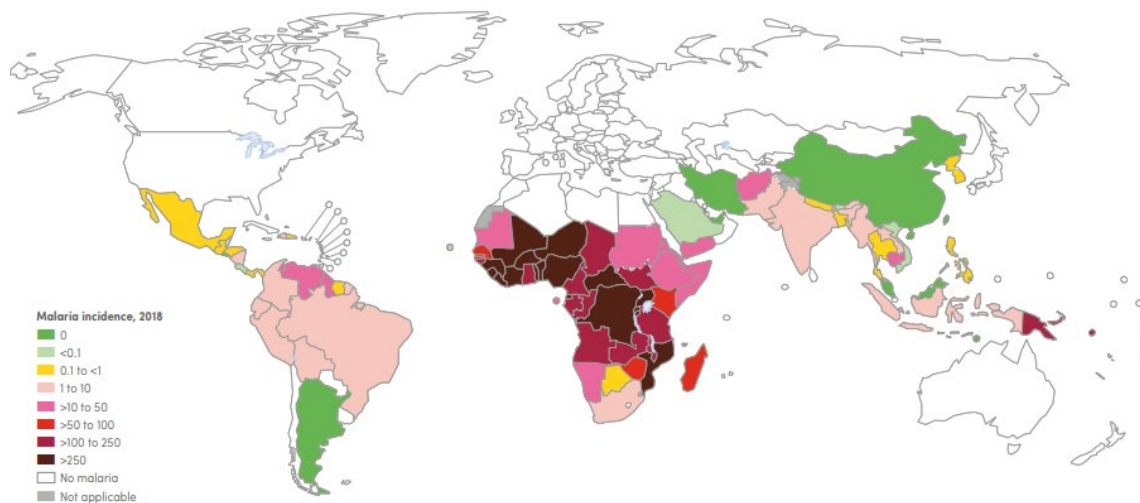 Malaria incidence, 2018
0
<0.1
0.1 to <1
1 to 10
>10 to 50
>50 to 100
>100 to 250
>250
No malaria
Not applicable